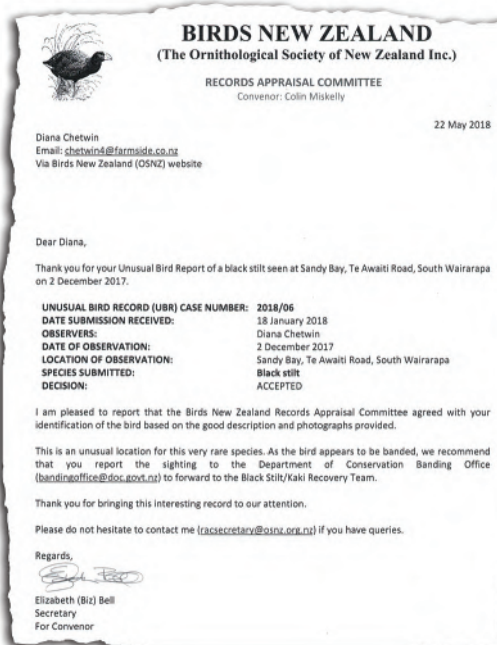 BIRDS NEW ZEALAND
(The Ornithological Society of New Zealand Inc.)
RECORDS APPRAISAL COMMITTEE
Convenor: Colin Miskelly
22 May 2018
Diana Chetwin
Email: chetwin4@farmside.co.nz
Via Birds New Zealand (OSNZ) website
Dear Diana,
Thank you for your Unusual Bird Report of a black stilt seen at Sandy Bay, Te Awaiti Road, South Wairarapa
on 2 December 2017.
UNUSUAL BIRD RECORD (UBR) CASE NUMBER: 2018/06
DATE SUBMISSION RECEIVED: 18 January 2018
OBSERVERS: Diana Chetwin
DATE OF OBSERVATION: 2 December 2017
LOCATION OF OBSERVATION: Sandy Bay, Te Awaiti Road, South Wairarapa
SPECIES SUBMITTED: Black stilt
DECISION: ACCEPTED
I am pleased to report that the Birds New Zealand Records Appraisal Committee agreed with your
identification of the bird based on the good description and photographs provided.
This is an unusual location for this very rare species. As the bird appears to be banded, we recommend
that you report the sighting to the Department of Conservation Banding Office
(bandingoffice@doc.govt.nz) to forward to the Black Stilt/Kaki Recovery Team.
Thank you for bringing this interesting record to our attention.
Please do not hesitate to contact me (racsecretary@osnz.org.nz) if you have queries.
Regards,
Elizabeth (Biz) Bell
Secretary
For Convenor